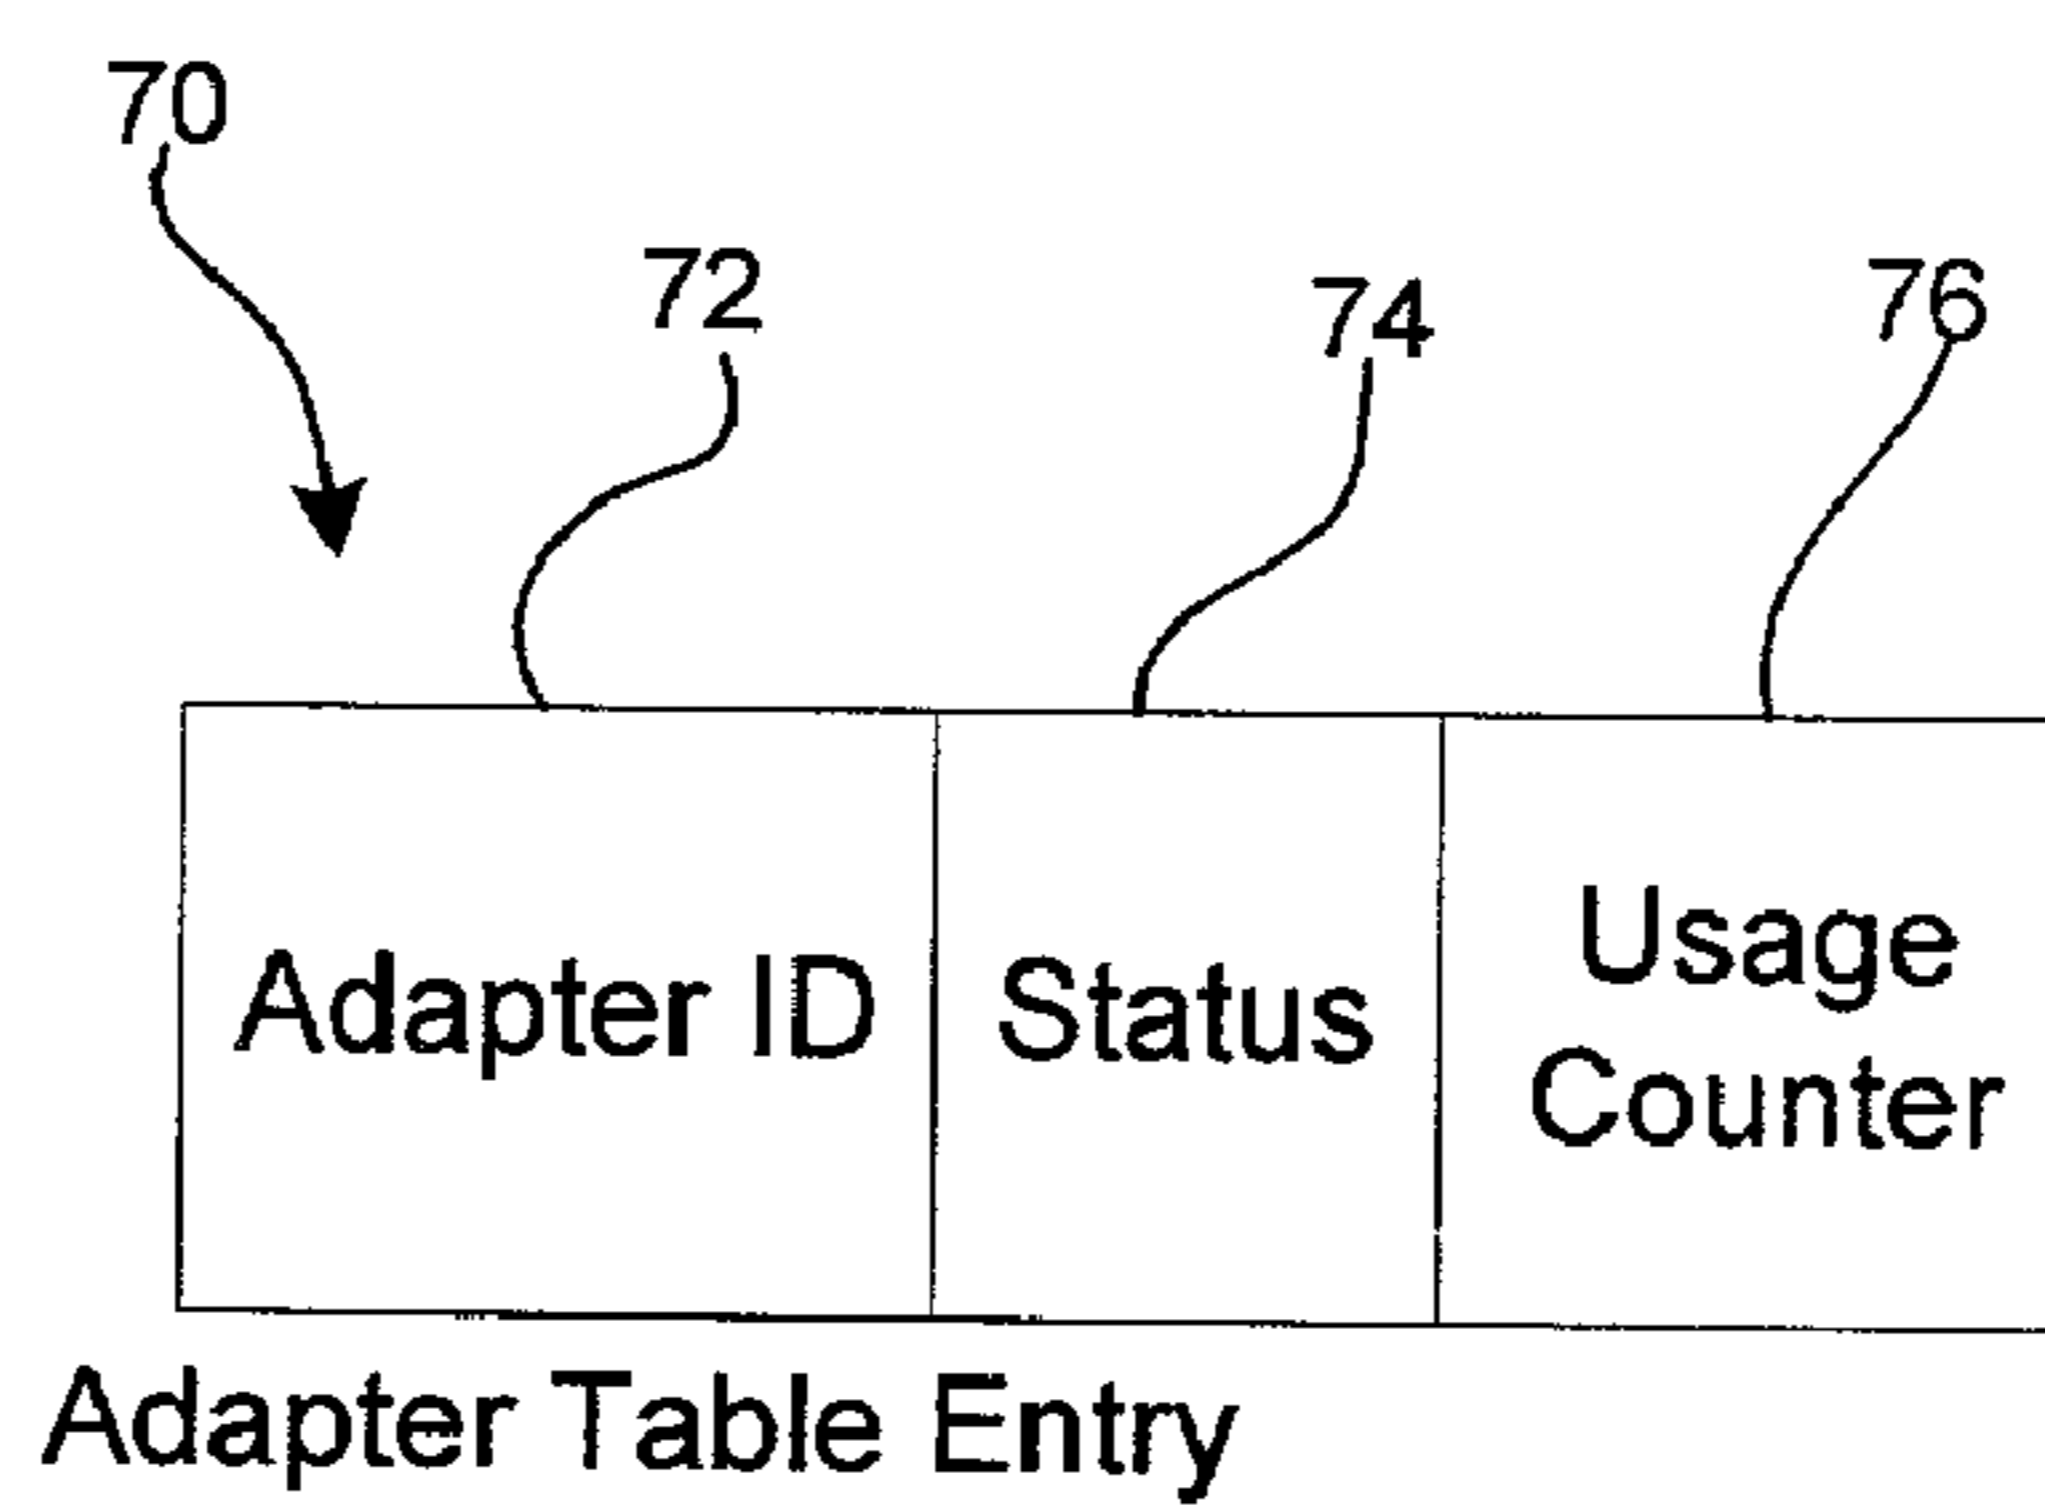 70
72
74
76
Adapter ID
Status
Usage
Counter
Adapter Table Entry